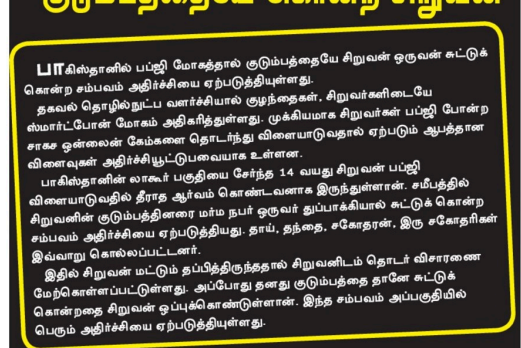 குடும்பத்தையே கொன்ற சிறுவன்
பாகிஸ்தானில் பப்ஜி மோகத்தால் குடும்பத்தையே சிறுவன் ஒருவன் சுட்டுக்
கொன்ற சம்பவம் அதிர்ச்சியை ஏற்படுத்தியுள்ளது.
தகவல் தொழில்நுட்ப வளர்ச்சியால் குழந்தைகள், சிறுவர்களிடையே
ஸ்மார்ட்போன் மோகம் அதிகரித்துள்ளது. முக்கியமாக சிறுவர்கள் பப்ஜி போன்ற
சாகச ஒன்லைன் கேம்களை தொடர்ந்து விளையாடுவதால் ஏற்படும் ஆபத்தான
விளைவுகள் அதிர்ச்சியூட்டுபவையாக உள்ளன.
பாகிஸ்தானின் லாகூர் பகுதியை சேர்ந்த 14 வயது சிறுவன் பப்ஜி
விளையாடுவதில் தீராத ஆர்வம் கொண்டவனாக இருந்துள்ளான். சமீபத்தில்
சிறுவனின் குடும்பத்தினரை மர்ம நபர் ஒருவர் துப்பாக்கியால் சுட்டுக் கொன்ற
சம்பவம் அதிர்ச்சியை ஏற்படுத்தியது. தாய், தந்தை, சகோதரன், இரு சகோதரிகள்
இவ்வாறு கொல்லப்பட்டனர்.
இதில் சிறுவன் மட்டும் தப்பித்திருந்ததால் சிறுவனிடம் தொடர் விசாரணை
மேற்கொள்ளப்பட்டுள்ளது. அப்போது தனது குடும்பத்தை தானே சுட்டுக்
கொன்றதை சிறுவன் ஒப்புக்கொண்டுள்ளான். இந்த சம்பவம் அப்பகுதியில்
பெரும் அதிர்ச்சியை ஏற்படுத்தியுள்ளது.